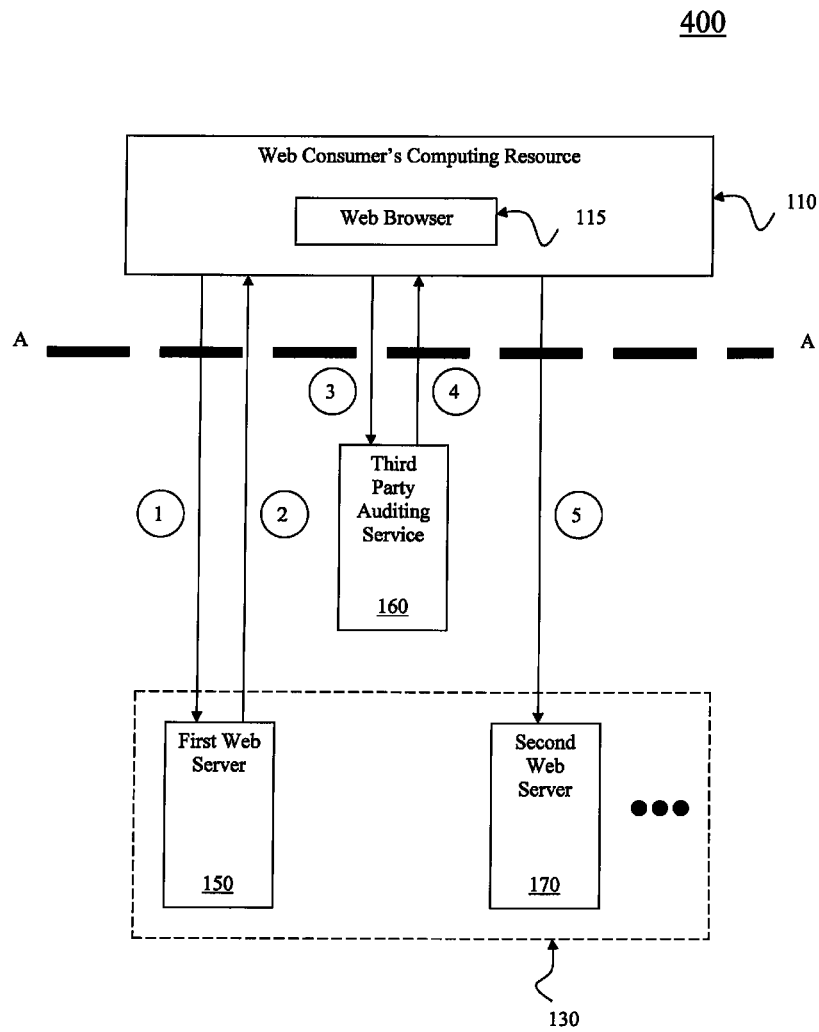 400
Web Consumer's Computing Resource
Web Browser
115
110
A
A
3
4
Third
Party
Auditing
Service
160
1
2
5
First Web
Server
150
Second
Web
Server
170
130